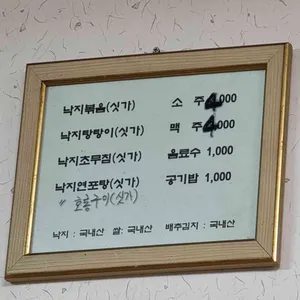 낙지볶음(싯가) 소 주 4,000
낙지탕탕이(싯가) 맥 주 4,000
낙지초무침(싯가) 음료수 1,000
낙지연포탕(싯가) 공기밥 1,000
〃 호롱구이(싯가)
낙지 : 국내산 쌀: 국내산 배추김치 : 국내산